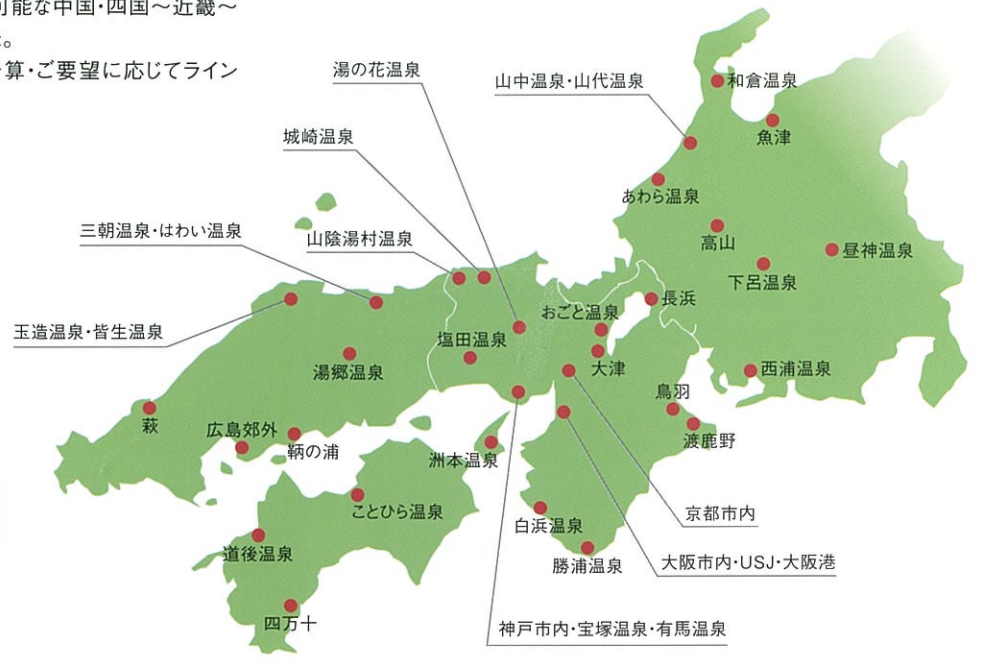 可能な中国・四国〜近畿〜
た。
算・ご要望に応じてライン
湯の花温泉
山中温泉・山代温泉
和倉温泉
魚津
城崎温泉
あわら温泉
三朝温泉・はわい温泉
山陰湯村温泉
高山
昼神温泉
下呂温泉
長浜
おごと温泉
玉造温泉・皆生温泉
塩田温泉
大津
湯郷温泉
西浦温泉
鳥羽
萩
広島郊外
鞆の浦
渡鹿野
洲本温泉
ことひら温泉
白浜温泉
京都市内
道後温泉
勝浦温泉
大阪市内・USJ・大阪港
四万十
神戸市内・宝塚温泉・有馬温泉